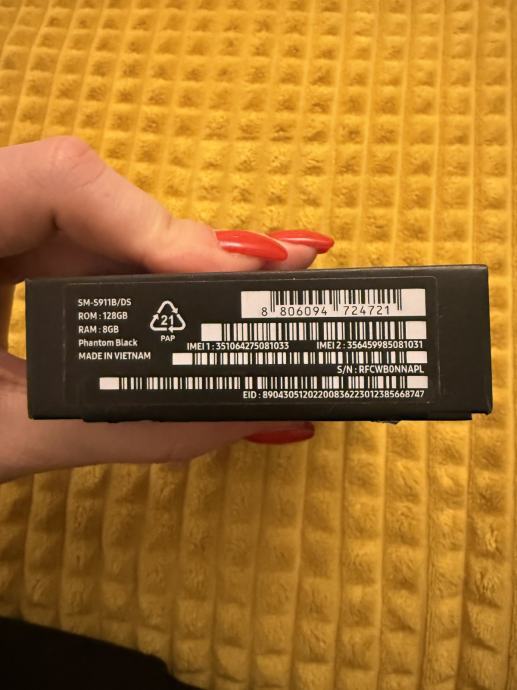 SM-S911B/DS
ROM : 128GB
RAM : 8GB
Phantom Black
MADE IN VIETNAM
21
PAP
8 806094 724721
IMEI 1 : 351064275081033 IMEI 2 : 356459985081031
S/N : RFCWB0NNAPL
EID : 89043051202200836223012385668747